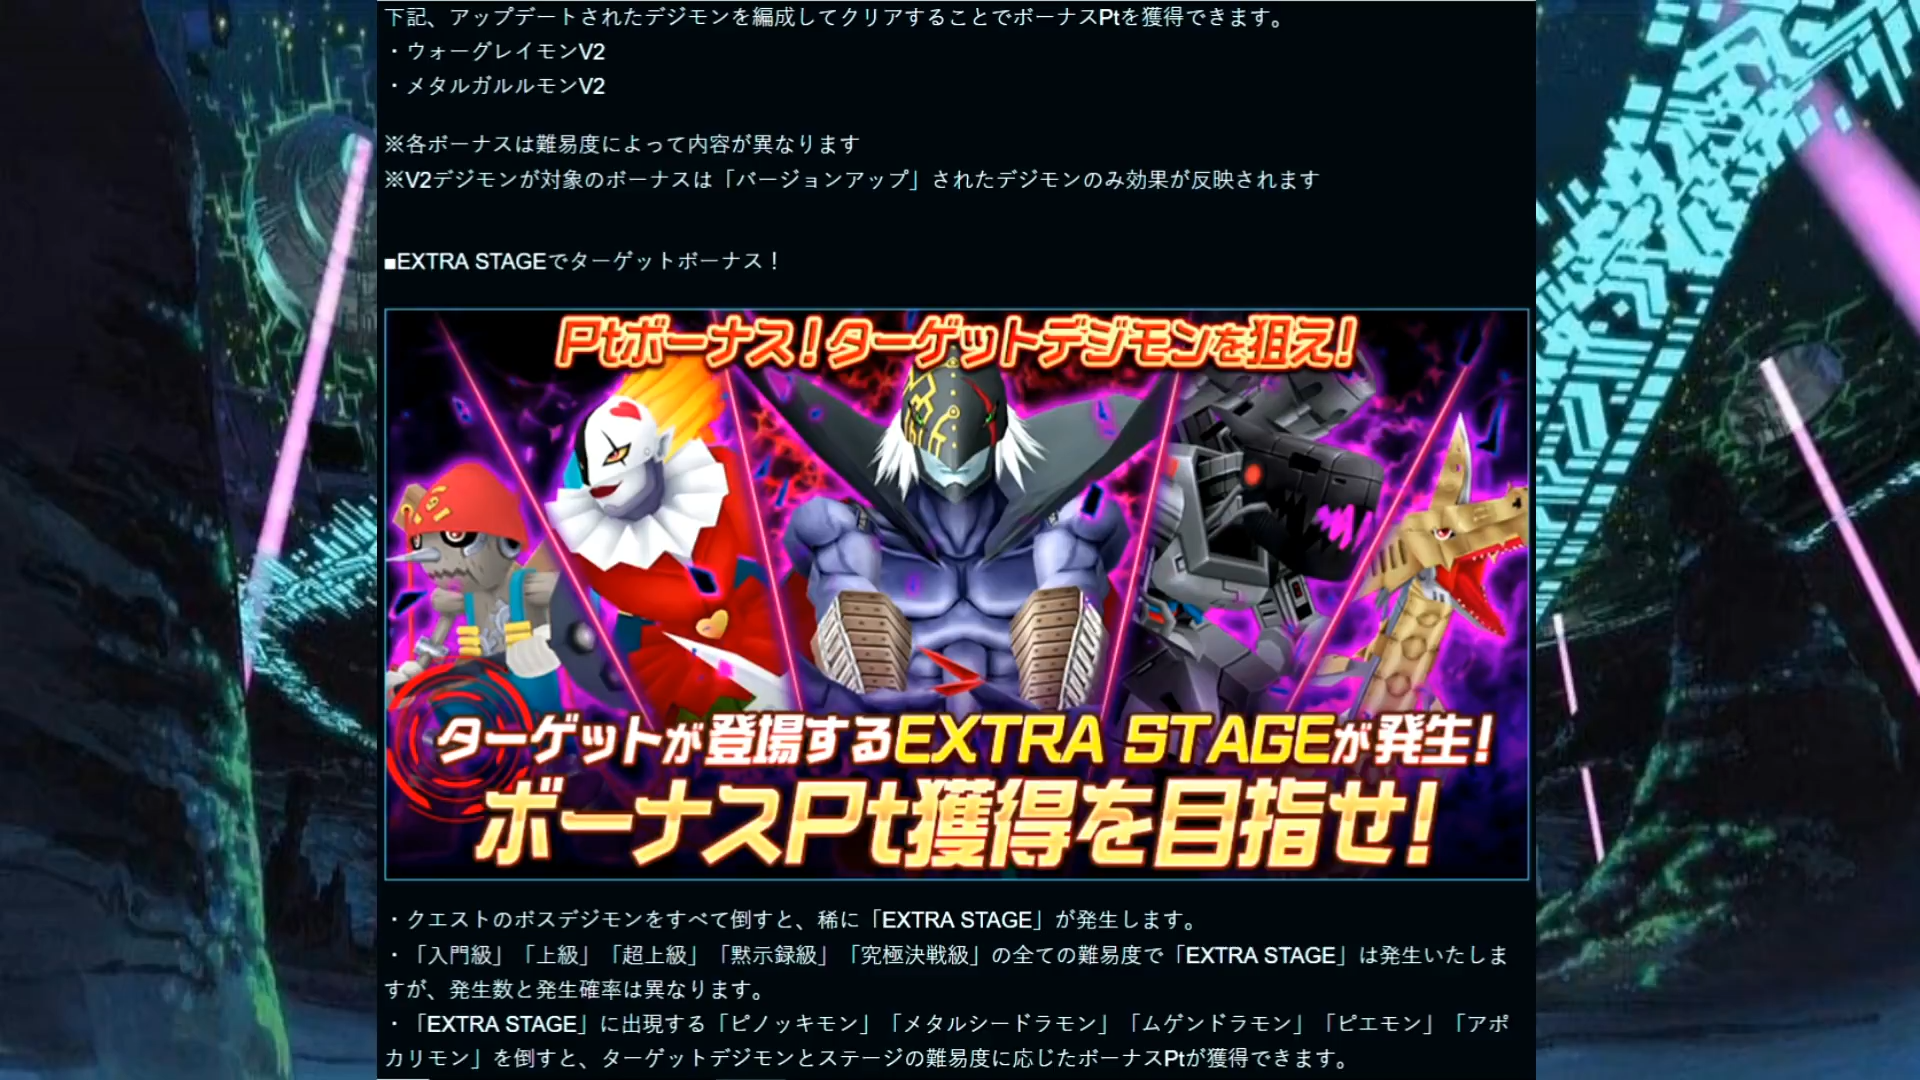 下記、アップデートされたデジモンを編成してクリアすることでボーナスPtを獲得できます。
・ウォーグレイモンV2
・メタルガルルモンV2
※各ボーナスは難易度によって内容が異なります
※V2デジモンが対象のボーナスは「バージョンアップ」されたデジモンのみ効果が反映されます
■EXTRA STAGEでターゲットボーナス！
Ptボーナス！ターゲットデジモンを狙え！
ターゲットが登場するEXTRA STAGEが発生！
ボーナスPt獲得を目指せ！
・クエストのボスデジモンをすべて倒すと、稀に「EXTRA STAGE」が発生します。
・「入門級」「上級」「超上級」「黙示録級」「究極決戦級」の全ての難易度で「EXTRA STAGE」は発生いたしま
すが、発生数と発生確率は異なります。
・「EXTRA STAGE」に出現する「ピノッキモン」「メタルシードラモン」「ムゲンドラモン」「ピエモン」「アポ
カリモン」を倒すと、ターゲットデジモンとステージの難易度に応じたボーナスPtが獲得できます。